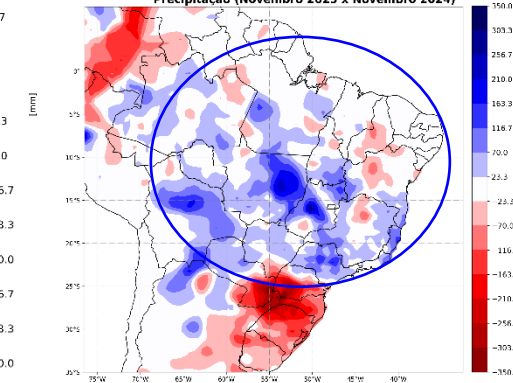 Precipitação (Novembro 2023 x Novembro 2024)
[mm]
350.0
303.3
256.7
210.0
163.3
116.7
70.0
23.3
-23.3
-70.0
-116.7
-163.3
-210.0
-256.7
-303.3
-350.0
0°
5°S
10°S
15°S
20°S
25°S
30°S
35°S
75°W
70°W
65°W
60°W
55°W
50°W
45°W
40°W